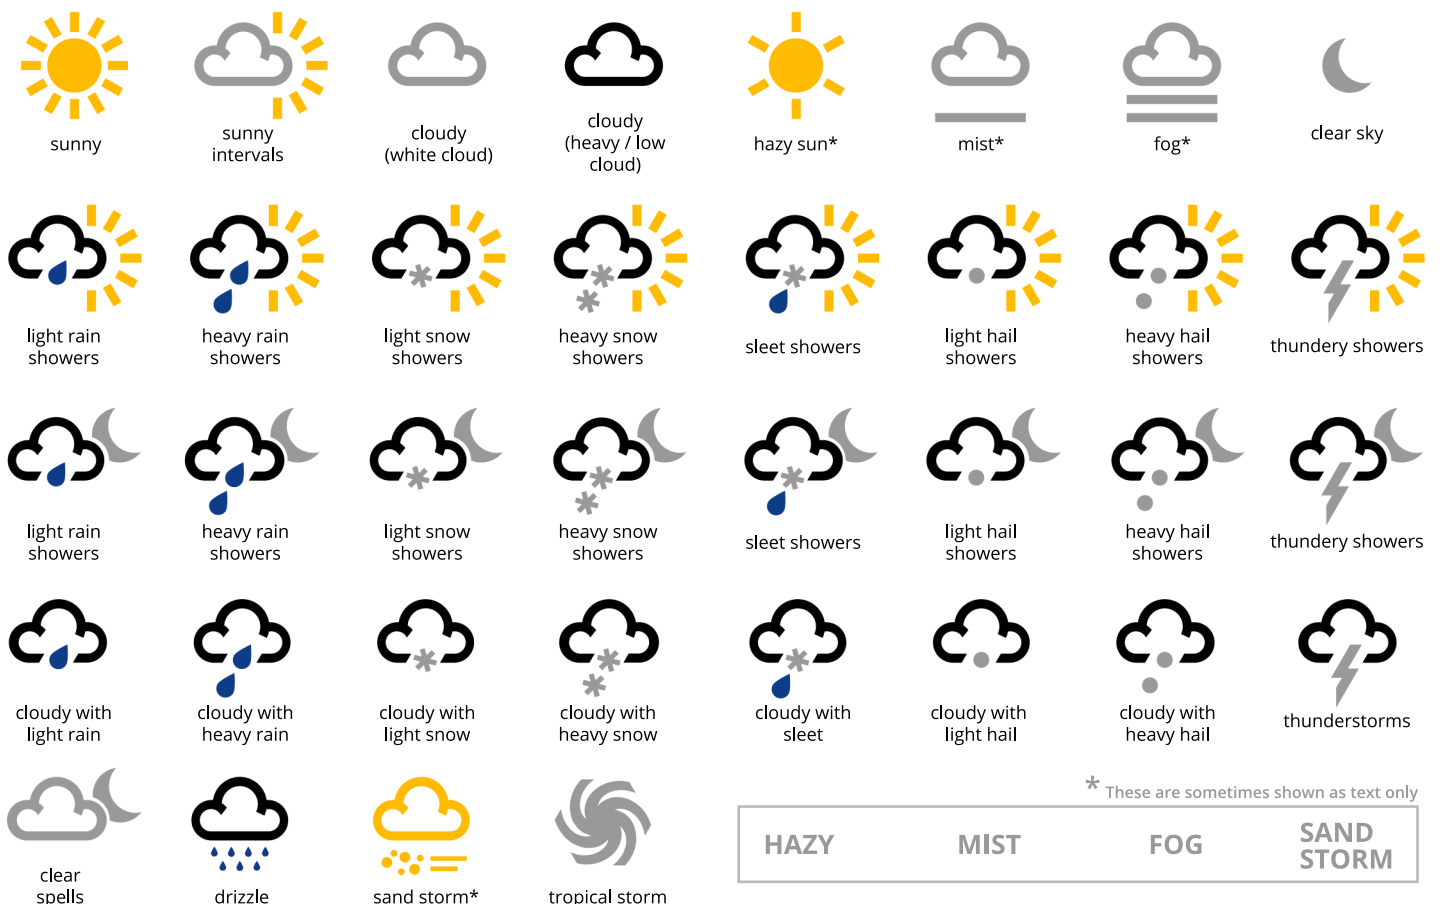 sunny
sunny
intervals
cloudy
(white cloud)
cloudy
(heavy / low
cloud)
hazy sun*
mist*
fog*
clear sky
light rain
showers
heavy rain
showers
light snow
showers
heavy snow
showers
sleet showers
light hail
showers
heavy hail
showers
thundery showers
light rain
showers
heavy rain
showers
light snow
showers
heavy snow
showers
sleet showers
light hail
showers
heavy hail
showers
thundery showers
cloudy with
light rain
cloudy with
heavy rain
cloudy with
light snow
cloudy with
heavy snow
cloudy with
sleet
cloudy with
light hail
cloudy with
heavy hail
thunderstorms
clear
spells
drizzle
sand storm*
tropical storm
* These are sometimes shown as text only
HAZY
MIST
FOG
SAND
STORM